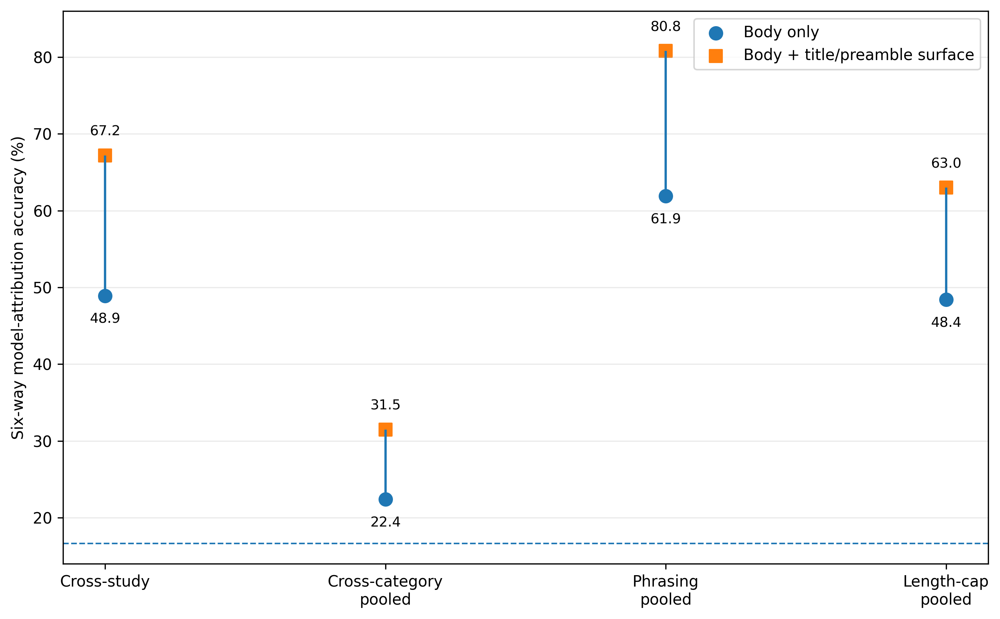 Six-way model-attribution accuracy (%)
80
70
60
50
40
30
20
Body only
Body + title/preamble surface
67.2
48.9
31.5
22.4
80.8
61.9
63.0
48.4
Cross-study
Cross-category
pooled
Phrasing
pooled
Length-cap
pooled